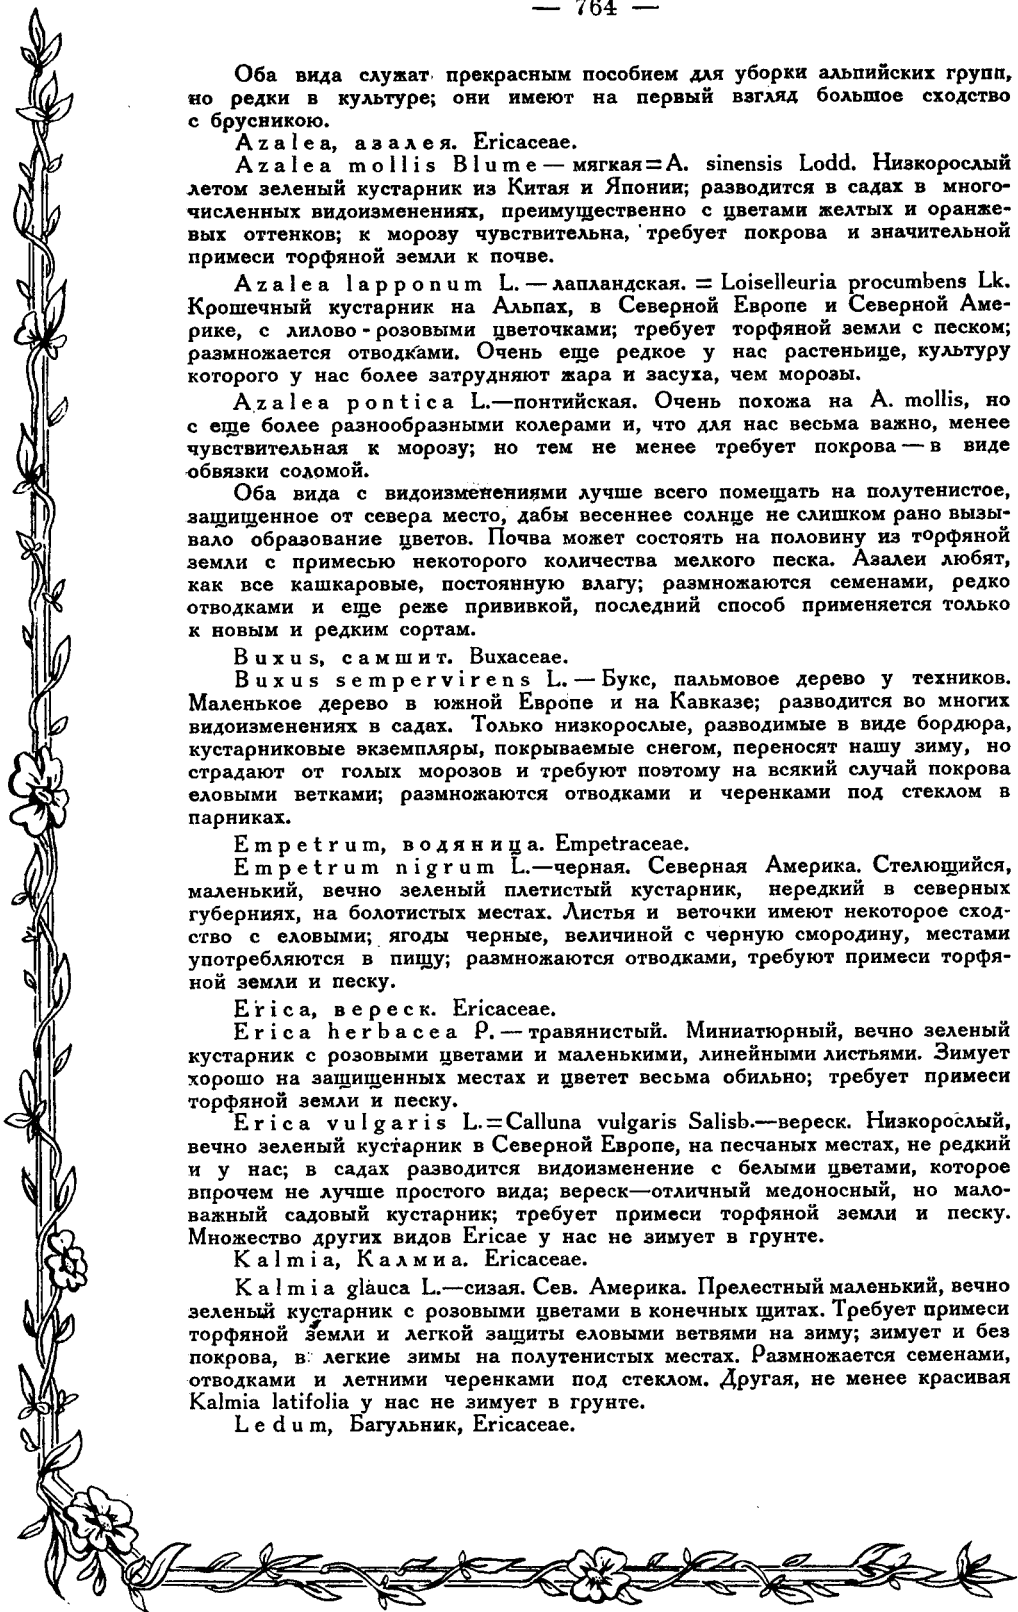 — 764 —
Оба вида служат прекрасным пособием для уборки альпийских групп,
но редки в культуре; они имеют на первый взгляд большое сходство
с брусникою.
Azalea, азалея. Ericaceae.
Azalea mollis Blume — мягкая = A. sinensis Lodd. Низкорослый
летом зеленый кустарник из Китая и Японии; разводится в садах в много-
численных видоизменениях, преимущественно с цветами желтых и оранже-
вых оттенков; к морозу чувствительна, требует покрова и значительной
примеси торфяной земли к почве.
Azalea lapponum L. — лапландская. = Loiselleuria procumbens Lk.
Крошечный кустарник на Альпах, в Северной Европе и Северной Аме-
рике, с лилово-розовыми цветочками; требует торфяной земли с песком;
размножается отводками. Очень еще редкое у нас растеньице, культуру
которого у нас более затрудняют жара и засуха, чем морозы.
Azalea pontica L.—понтийская. Очень похожа на A. mollis, но
с еще более разнообразными колерами и, что для нас весьма важно, менее
чувствительная к морозу; но тем не менее требует покрова — в виде
обвязки соломой.
Оба вида с видоизменениями лучше всего помещать на полутенистое,
защищенное от севера место, дабы весеннее солнце не слишком рано вызы-
вало образование цветов. Почва может состоять на половину из торфяной
земли с примесью некоторого количества мелкого песка. Азалеи любят,
как все кашкаровые, постоянную влагу; размножаются семенами, редко
отводками и еще реже прививкой, последний способ применяется только
к новым и редким сортам.
Buxus, самшит. Buxaceae.
Buxus sempervirens L. — Букс, пальмовое дерево у техников.
Маленькое дерево в южной Европе и на Кавказе; разводится во многих
видоизменениях в садах. Только низкорослые, разводимые в виде бордюра,
кустарниковые экземпляры, покрываемые снегом, переносят нашу зиму, но
страдают от голых морозов и требуют поэтому на всякий случай покрова
еловыми ветками; размножаются отводками и черенками под стеклом в
парниках.
Empetrum, водяница. Empetraceae.
Empetrum nigrum L.—черная. Северная Америка. Стелющийся,
маленький, вечно зеленый плетистый кустарник, нередкий в северных
губерниях, на болотистых местах. Листья и веточки имеют некоторое сход-
ство с еловыми; ягоды черные, величиной с черную смородину, местами
употребляются в пищу; размножаются отводками, требуют примеси торфя-
ной земли и песку.
Erica, вереск. Ericaceae.
Erica herbacea P. — травянистый. Миниатюрный, вечно зеленый
кустарник с розовыми цветами и маленькими, линейными листьями. Зимует
хорошо на защищенных местах и цветет весьма обильно; требует примеси
торфяной земли и песку.
Erica vulgaris L.=Calluna vulgaris Salisb.—вереск. Низкорослый,
вечно зеленый кустарник в Северной Европе, на песчаных местах, не редкий
и у нас; в садах разводится видоизменение с белыми цветами, которое
впрочем не лучше простого вида; вереск—отличный медоносный, но мало-
важный садовый кустарник; требует примеси торфяной земли и песку.
Множество других видов Ericae у нас не зимует в грунте.
Kalmia, Калмиа. Ericaceae.
Kalmia glauca L.—сизая. Сев. Америка. Прелестный маленький, вечно
зеленый кустарник с розовыми цветами в конечных щитах. Требует примеси
торфяной земли и легкой защиты еловыми ветвями на зиму; зимует и без
покрова, в легкие зимы на полутенистых местах. Размножается семенами,
отводками и летними черенками под стеклом. Другая, не менее красивая
Kalmia latifolia у нас не зимует в грунте.
Ledum, Багульник, Ericaceae.